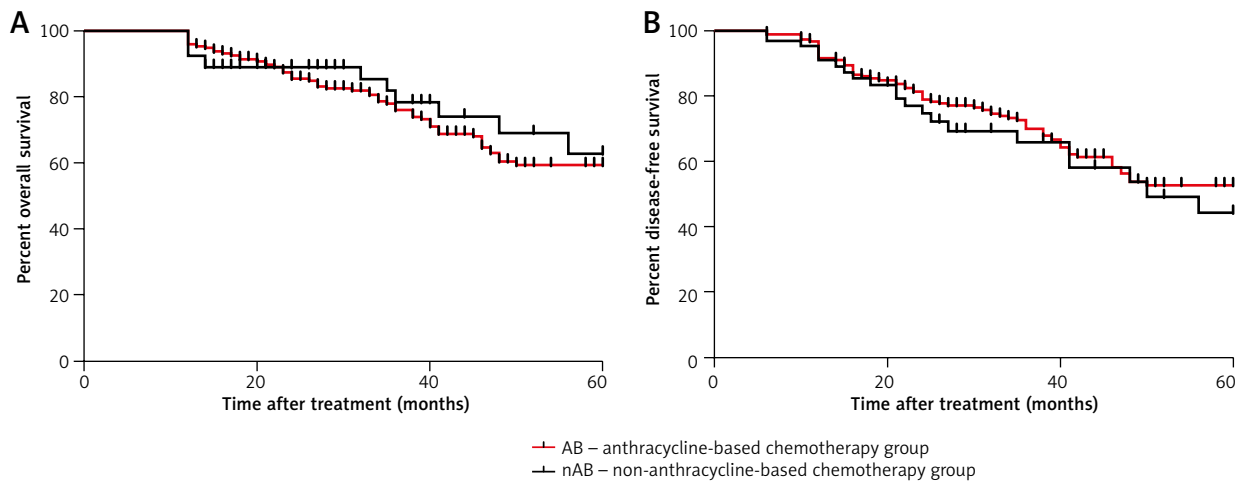 A
Percent overall survival
100
80
60
40
20
0
0 20 40 60
Time after treatment (months)
B
Percent disease-free survival
100
80
60
40
20
0
0 20 40 60
Time after treatment (months)
AB – anthracycline-based chemotherapy group
nAB – non-anthracycline-based chemotherapy group